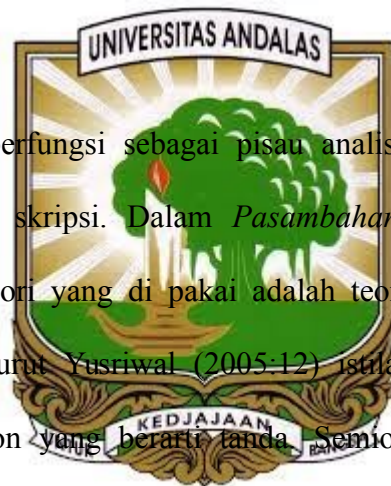 UNIVERSITAS ANDALAS
erfungsi sebagai pisau analis
skripsi. Dalam Pasambahan
ori yang di pakai adalah teo
urut Yusriwal (2005:12) istila
KEDJAJAAN
on yang berarti tanda. Semio